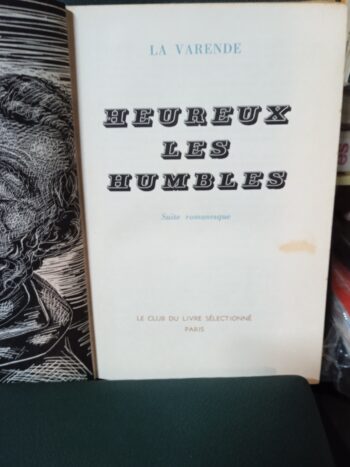 LA VARENDE
HEUREUX
LES
HUMBLES
Suite romanesque
LE CLUB DU LIVRE SÉLECTIONNÉ
PARIS